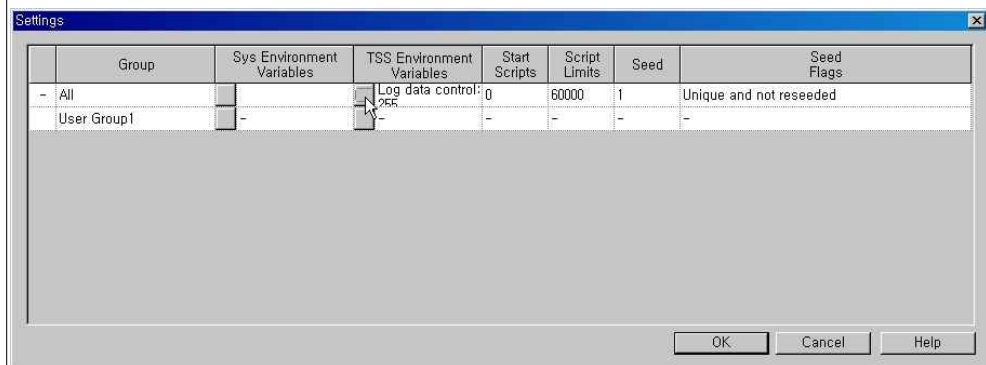 Settings
Group Sys Environment Variables TSS Environment Variables Start Scripts Script Limits Seed Seed Flags
- All Log data control: 255 0 60000 1 Unique and not reseeded
User Group1 - - - - - -
OK Cancel Help